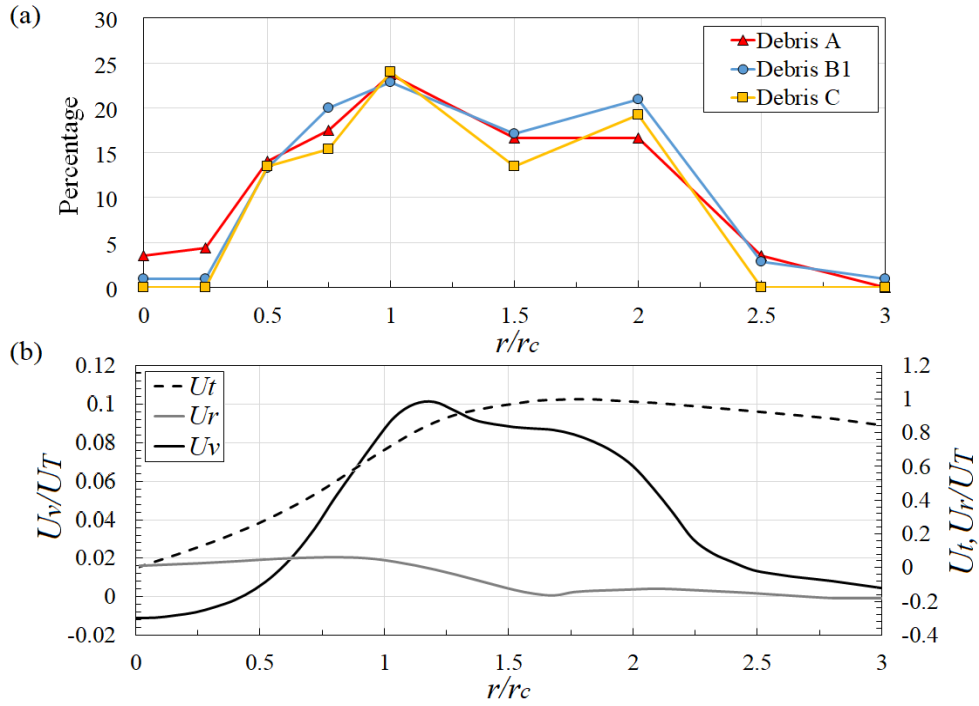 (a)
Percentage
30
25
20
15
10
5
0
Debris A
Debris B1
Debris C
0 0.5 1 1.5 2 2.5 3
r/rc
(b)
Uv/UT
0.12
0.1
0.08
0.06
0.04
0.02
0
-0.02
Ut
Ur
Uv
1.2
1
0.8
0.6
0.4
0.2
0
-0.2
-0.4
Ut, Ur/UT
0 0.5 1 1.5 2 2.5 3
r/rc